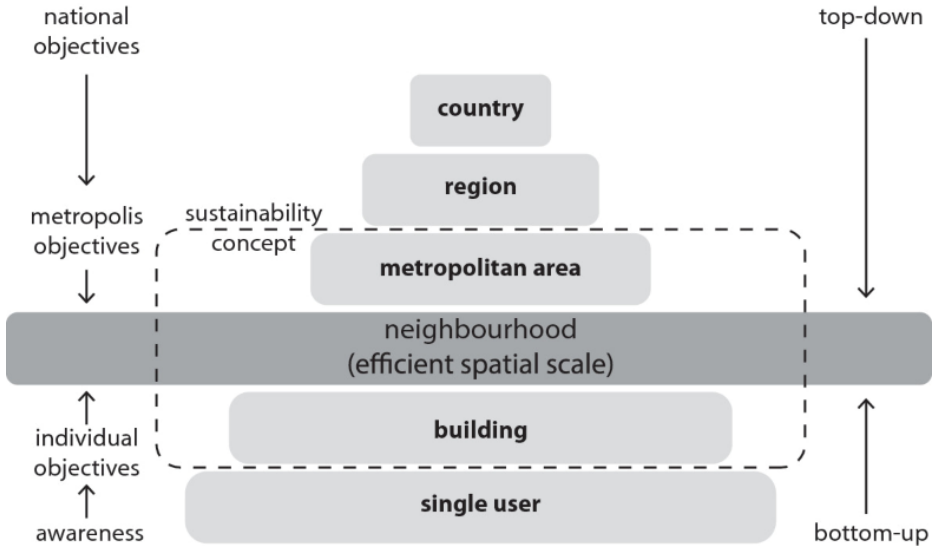 national
objectives
top-down
country
region
metropolis
objectives
sustainability
concept
metropolitan area
neighbourhood
(efficient spatial scale)
individual
objectives
building
single user
awareness
bottom-up